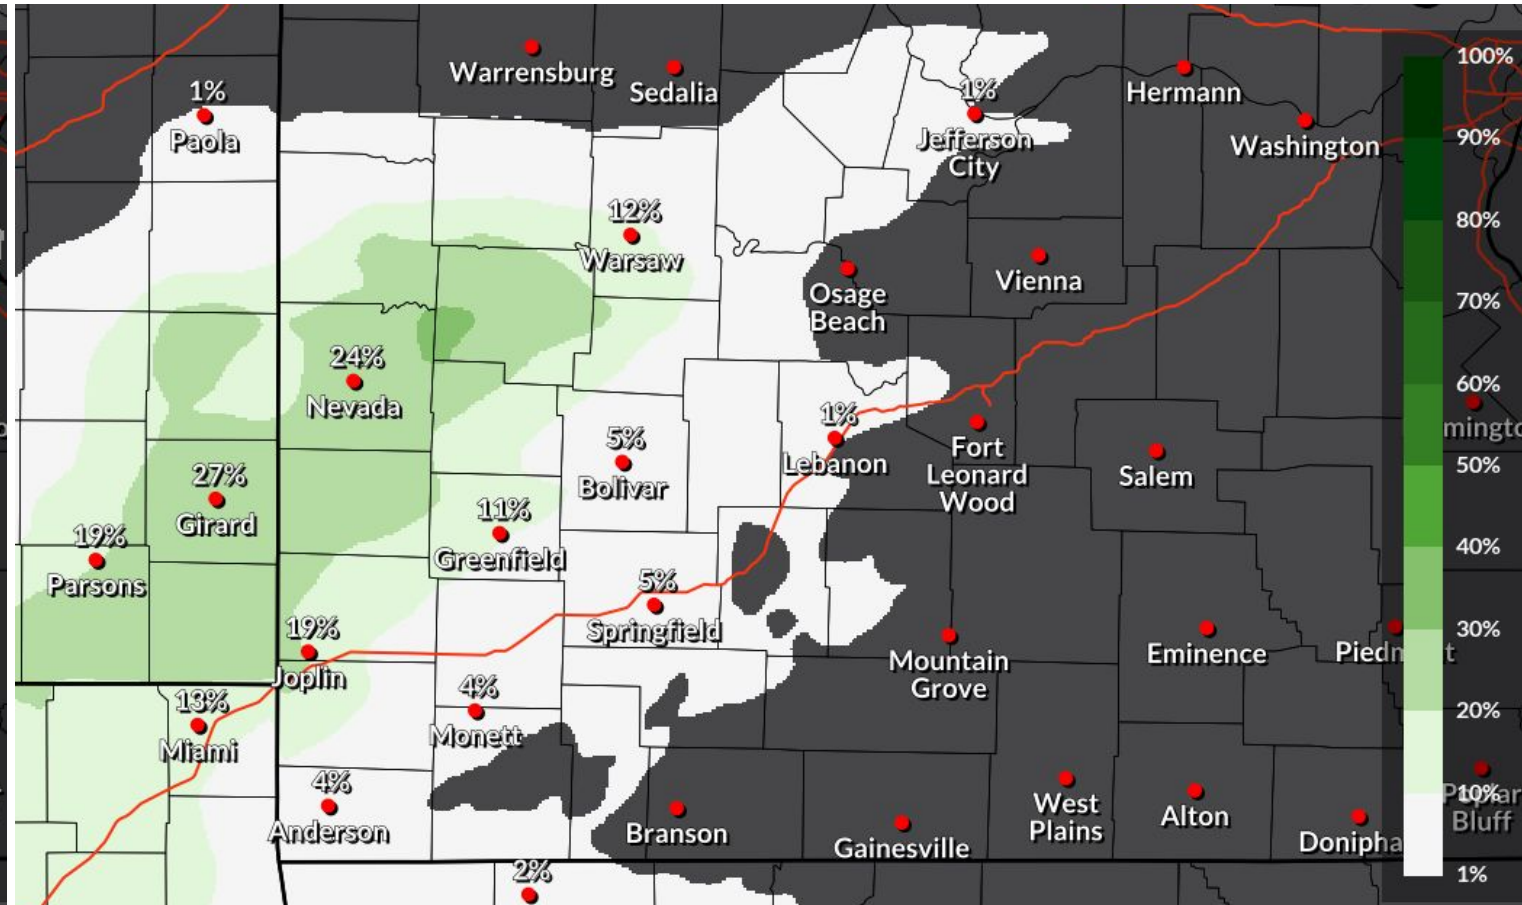 1%
Paola
Warrensburg
Sedalia
1%
Jefferson
City
Hermann
Washington
12%
Warsaw
Osage
Beach
Vienna
24%
Nevada
27%
Girard
19%
Parsons
5%
Bolivar
11%
Greenfield
1%
Lebanon
Fort
Leonard
Wood
Salem
5%
Springfield
19%
Joplin
13%
Miami
4%
Monett
4%
Anderson
2%
Branson
Mountain
Grove
Eminence
Gainesville
West
Plains
Alton
Donipha
Bluff
100%
90%
80%
70%
60%
50%
40%
30%
20%
10%
1%